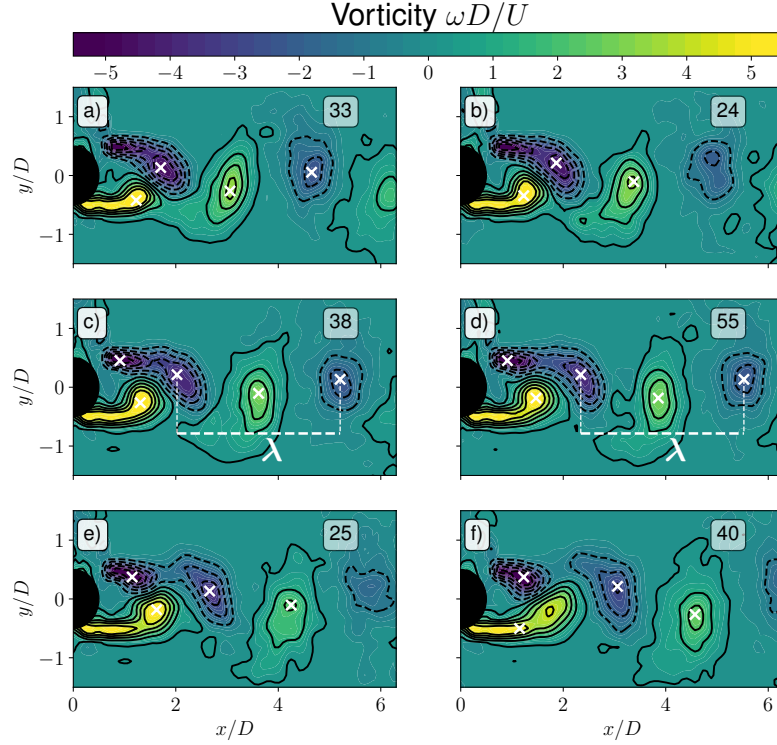 Vorticity ωD/U
−5 −4 −3 −2 −1 0 1 2 3 4 5
a) 33
b) 24
1
0
−1
y/D
c) 38
d) 55
1
0
−1
y/D
λ
λ
e) 25
f) 40
1
0
−1
y/D
0 2 4 6
0 2 4 6
x/D
x/D